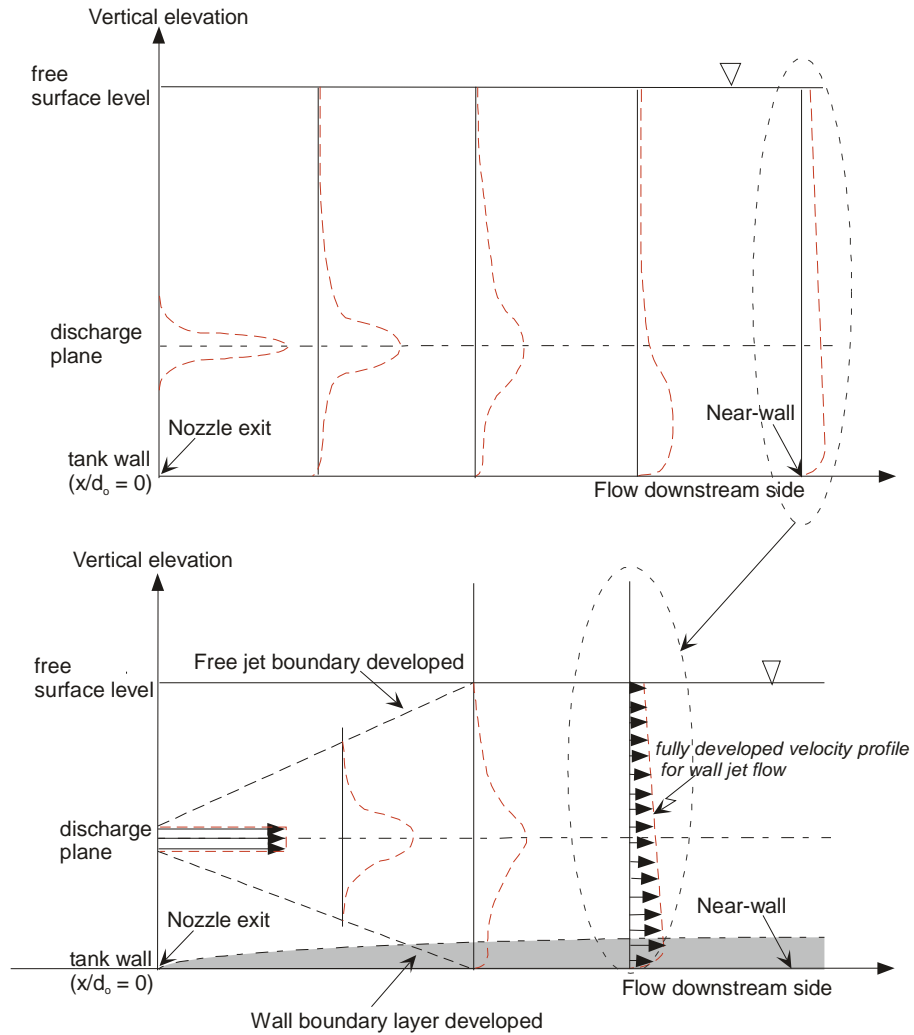 Vertical elevation
free
surface level
discharge
plane
Nozzle exit
Near-wall
tank wall
(x/dₒ = 0)
Flow downstream side
Vertical elevation
Free jet boundary developed
free
surface level
fully developed velocity profile
for wall jet flow
discharge
plane
Nozzle exit
Near-wall
tank wall
(x/dₒ = 0)
Flow downstream side
Wall boundary layer developed